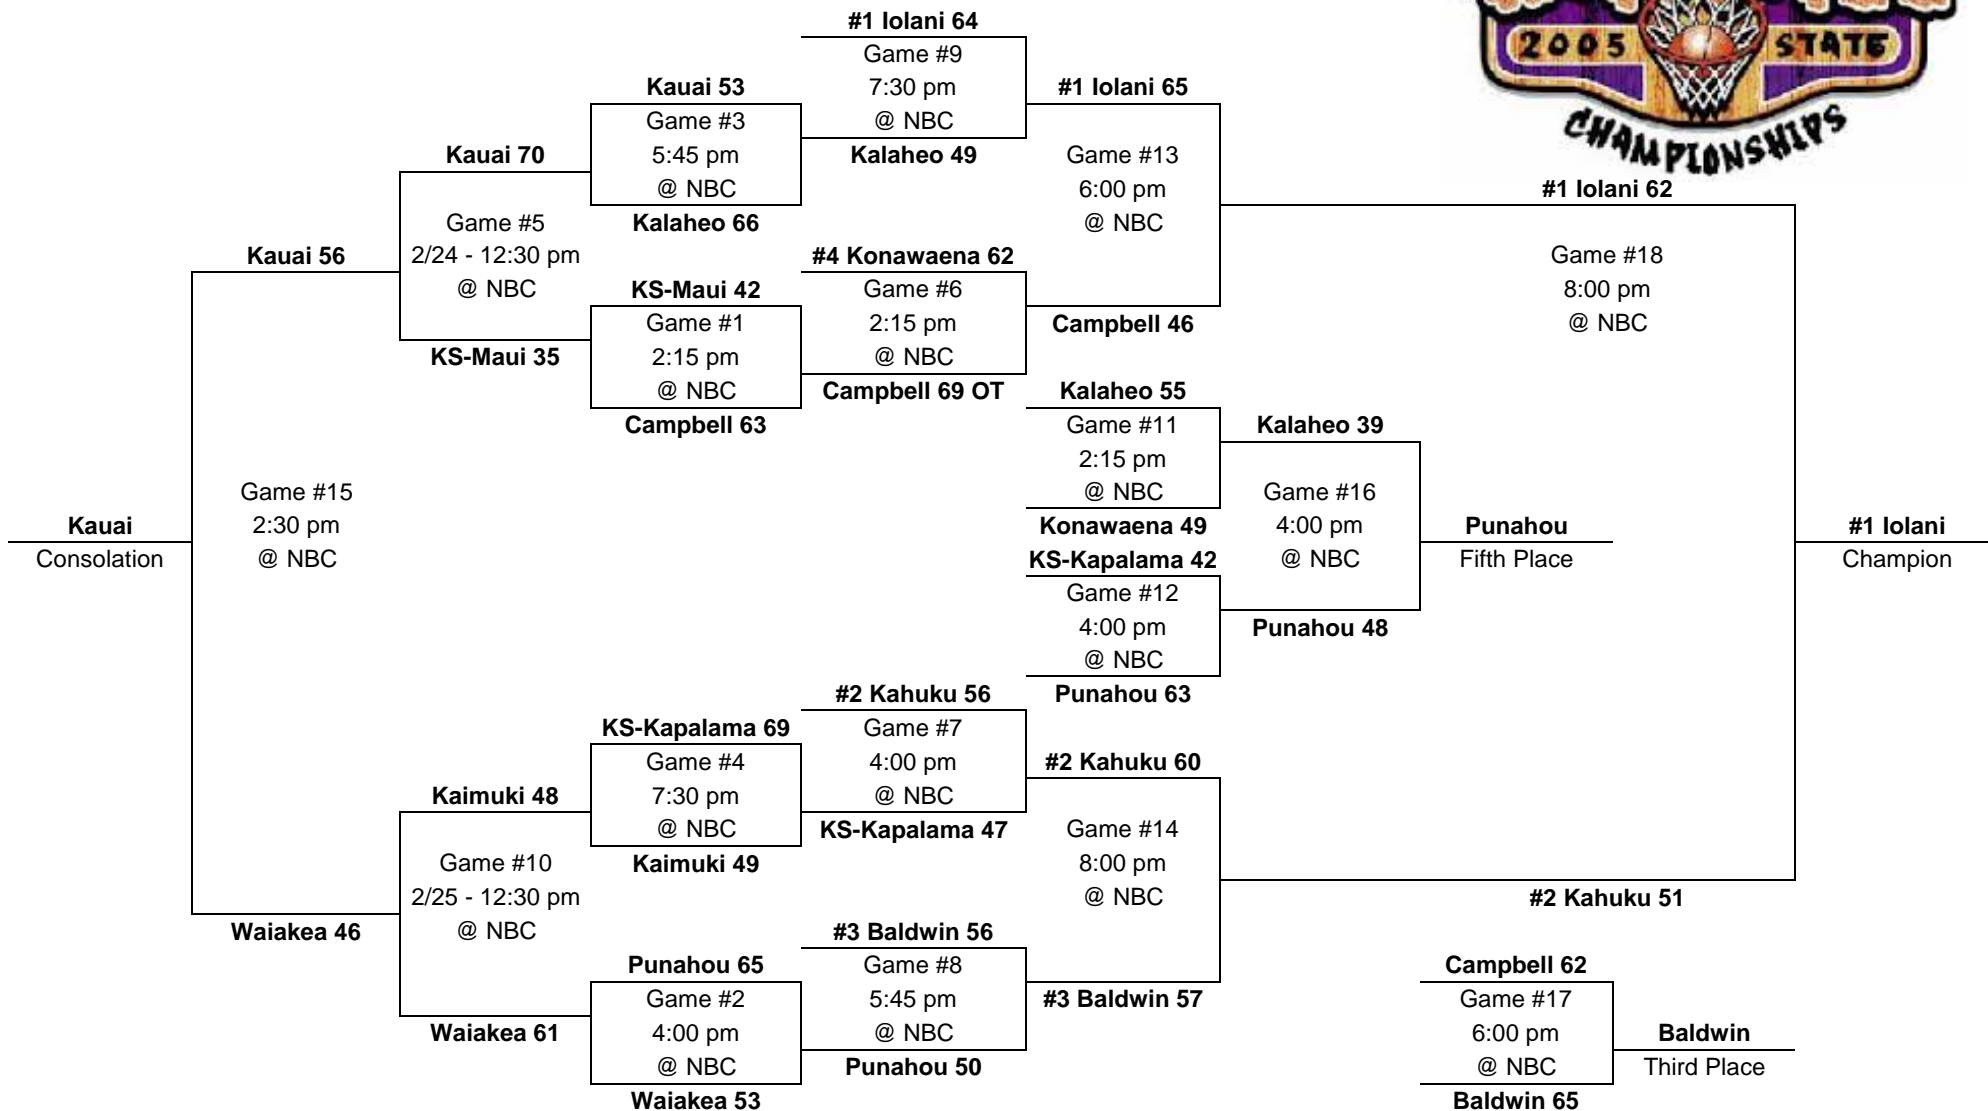 2005 STATE
CHAMPIONSHIPS
#1 Iolani 64
Game #9
7:30 pm
@ NBC
Kalaheo 49
Kauai 53
Game #3
5:45 pm
@ NBC
Kalaheo 66
#1 Iolani 65
Game #13
6:00 pm
@ NBC
Campbell 46
Kauai 70
Game #5
2/24 - 12:30 pm
@ NBC
KS-Maui 35
#1 Iolani 62
Game #18
8:00 pm
@ NBC
#2 Kahuku 51
Kauai 56
Game #15
2:30 pm
@ NBC
Waiakea 46
KS-Maui 42
Game #1
2:15 pm
@ NBC
Campbell 63
#4 Konawaena 62
Game #6
2:15 pm
@ NBC
Campbell 69 OT
Kalaheo 55
Game #11
2:15 pm
@ NBC
Konawaena 49
Kalaheo 39
Game #16
4:00 pm
@ NBC
Punahou 48
Kauai
Consolation
Punahou
Fifth Place
#1 Iolani
Champion
KS-Kapalama 42
Game #12
4:00 pm
@ NBC
Punahou 63
#2 Kahuku 56
Game #7
4:00 pm
@ NBC
KS-Kapalama 47
KS-Kapalama 69
Game #4
7:30 pm
@ NBC
Kaimuki 49
#2 Kahuku 60
Game #14
8:00 pm
@ NBC
#3 Baldwin 57
Kaimuki 48
Game #10
2/25 - 12:30 pm
@ NBC
Waiakea 61
#3 Baldwin 56
Game #8
5:45 pm
@ NBC
Punahou 50
Punahou 65
Game #2
4:00 pm
@ NBC
Waiakea 53
Campbell 62
Game #17
6:00 pm
@ NBC
Baldwin 65
Baldwin
Third Place